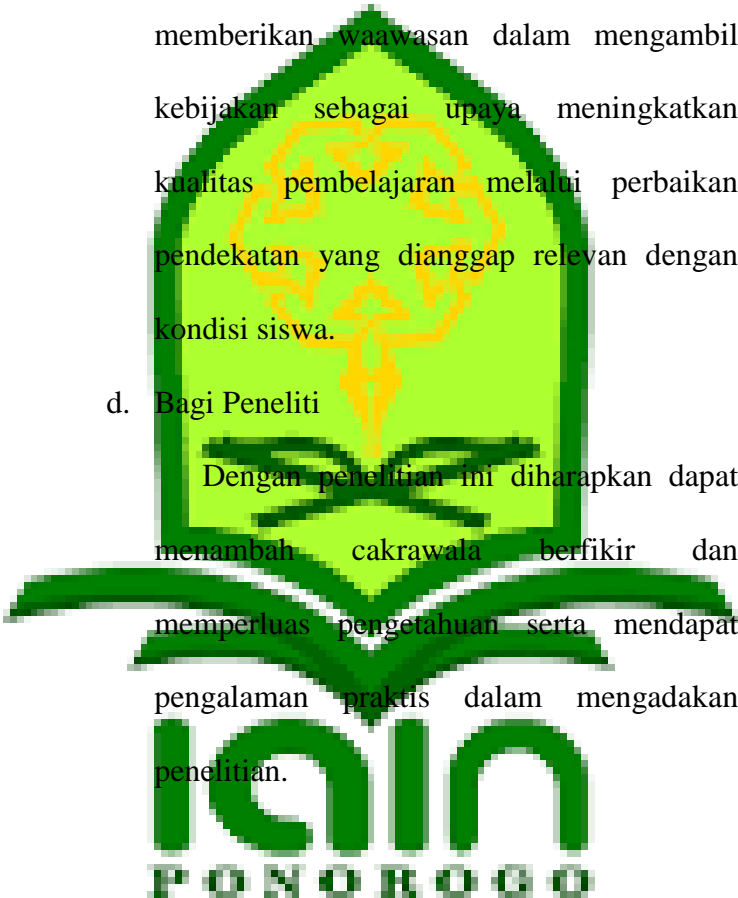 memberikan waawasan dalam mengambil
kebijakan sebagai upaya meningkatkan
kualitas pembelajaran melalui perbaikan
pendekatan yang dianggap relevan dengan
kondisi siswa.
d. Bagi Peneliti
Dengan penelitian ini diharapkan dapat
menambah cakrawala berfikir dan
memperluas pengetahuan serta mendapat
pengalaman praktis dalam mengadakan
penelitian.
iain
PONOROGO